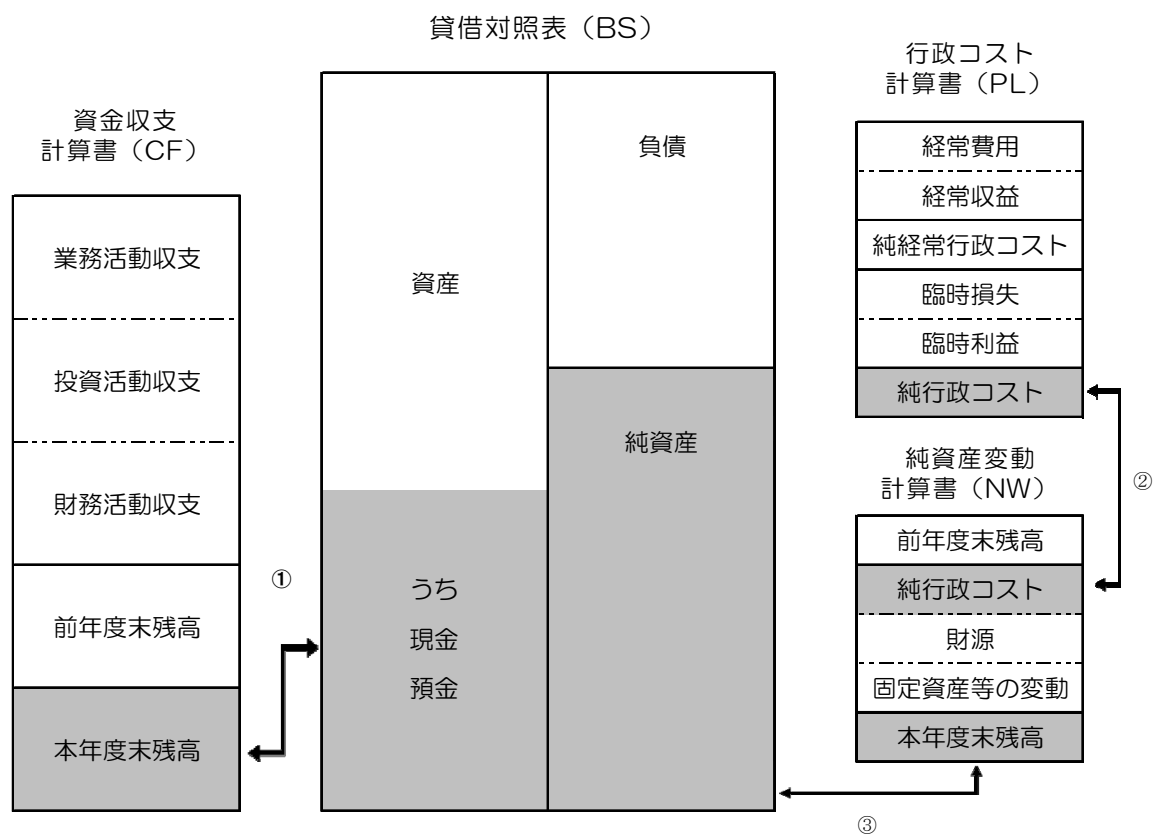 貸借対照表（BS）
資金収支
計算書（CF）
業務活動収支
投資活動収支
財務活動収支
前年度末残高
本年度末残高
①
資産
うち
現金
預金
負債
純資産
行政コスト
計算書（PL）
経常費用
経常収益
純経常行政コスト
臨時損失
臨時利益
純行政コスト
②
純資産変動
計算書（NW）
前年度末残高
純行政コスト
財源
固定資産等の変動
本年度末残高
③